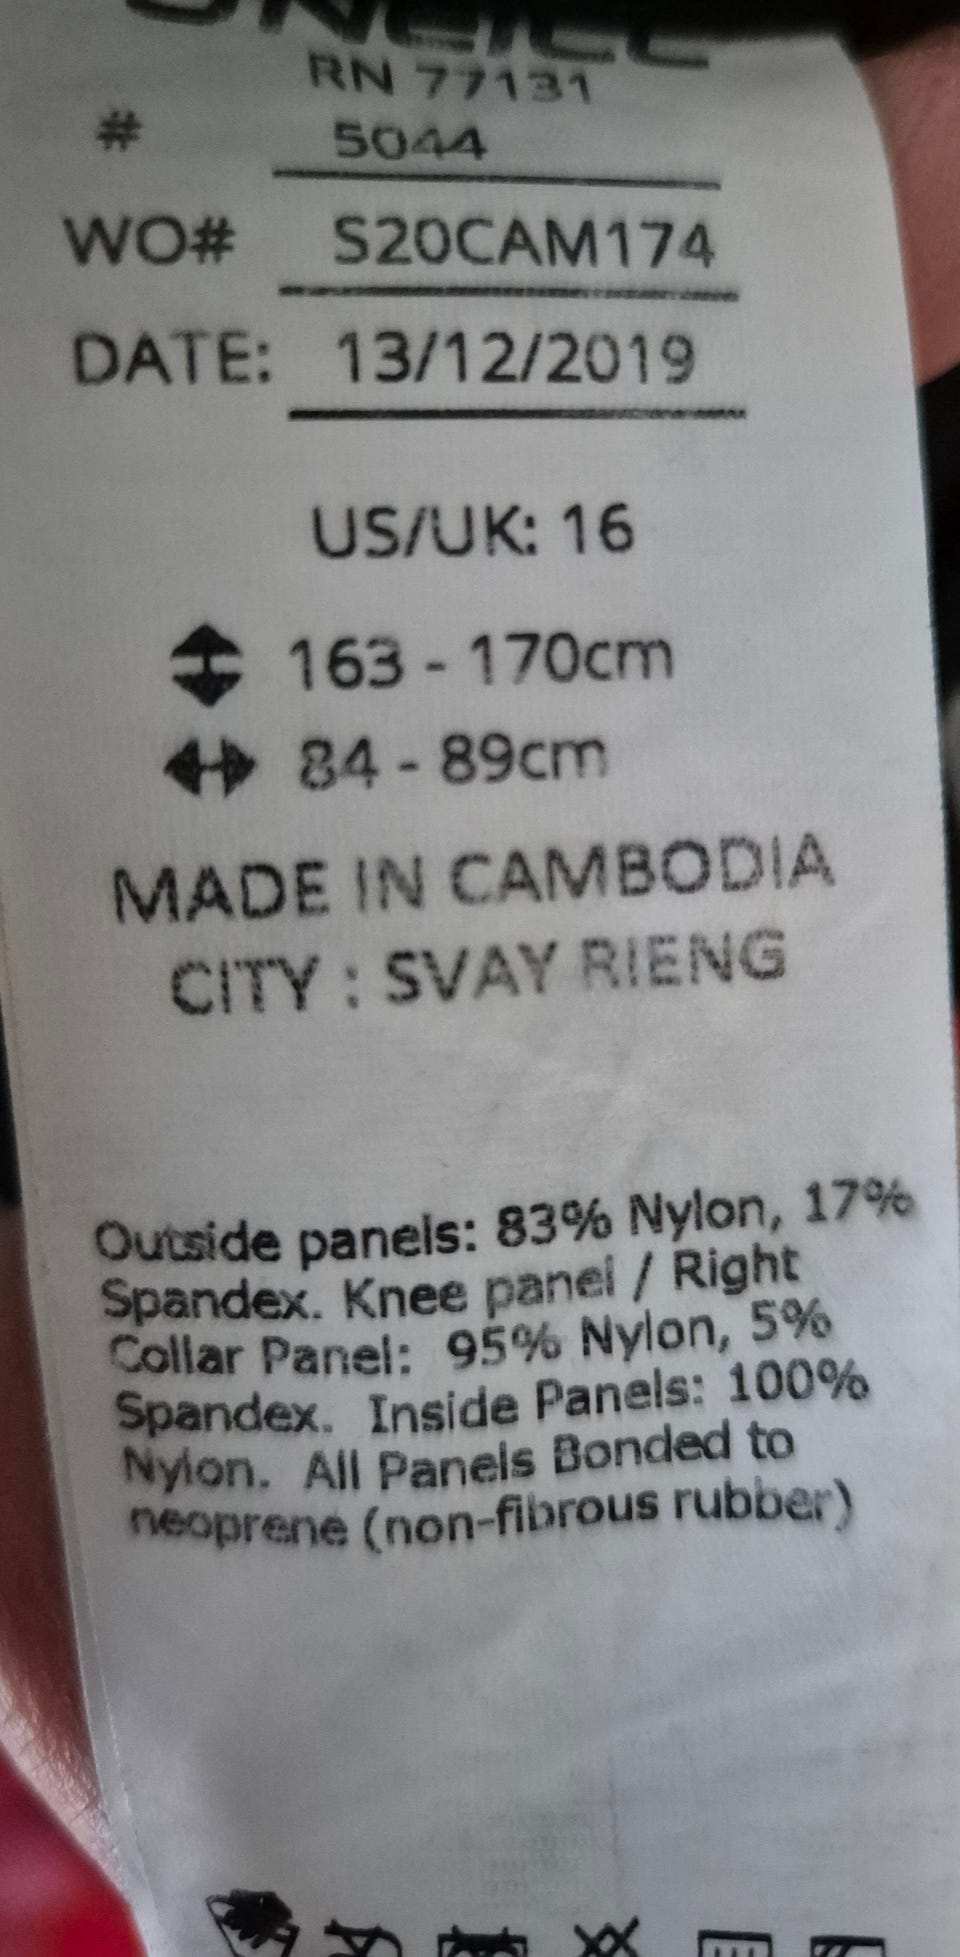 O'NEILL
RN 77131
# 5044
WO# S20CAM174
DATE: 13/12/2019
US/UK: 16
163 - 170cm
84 - 89cm
MADE IN CAMBODIA
CITY : SVAY RIENG
Outside panels: 83% Nylon, 17%
Spandex. Knee panel / Right
Collar Panel: 95% Nylon, 5%
Spandex. Inside Panels: 100%
Nylon. All Panels Bonded to
neoprene (non-fibrous rubber)